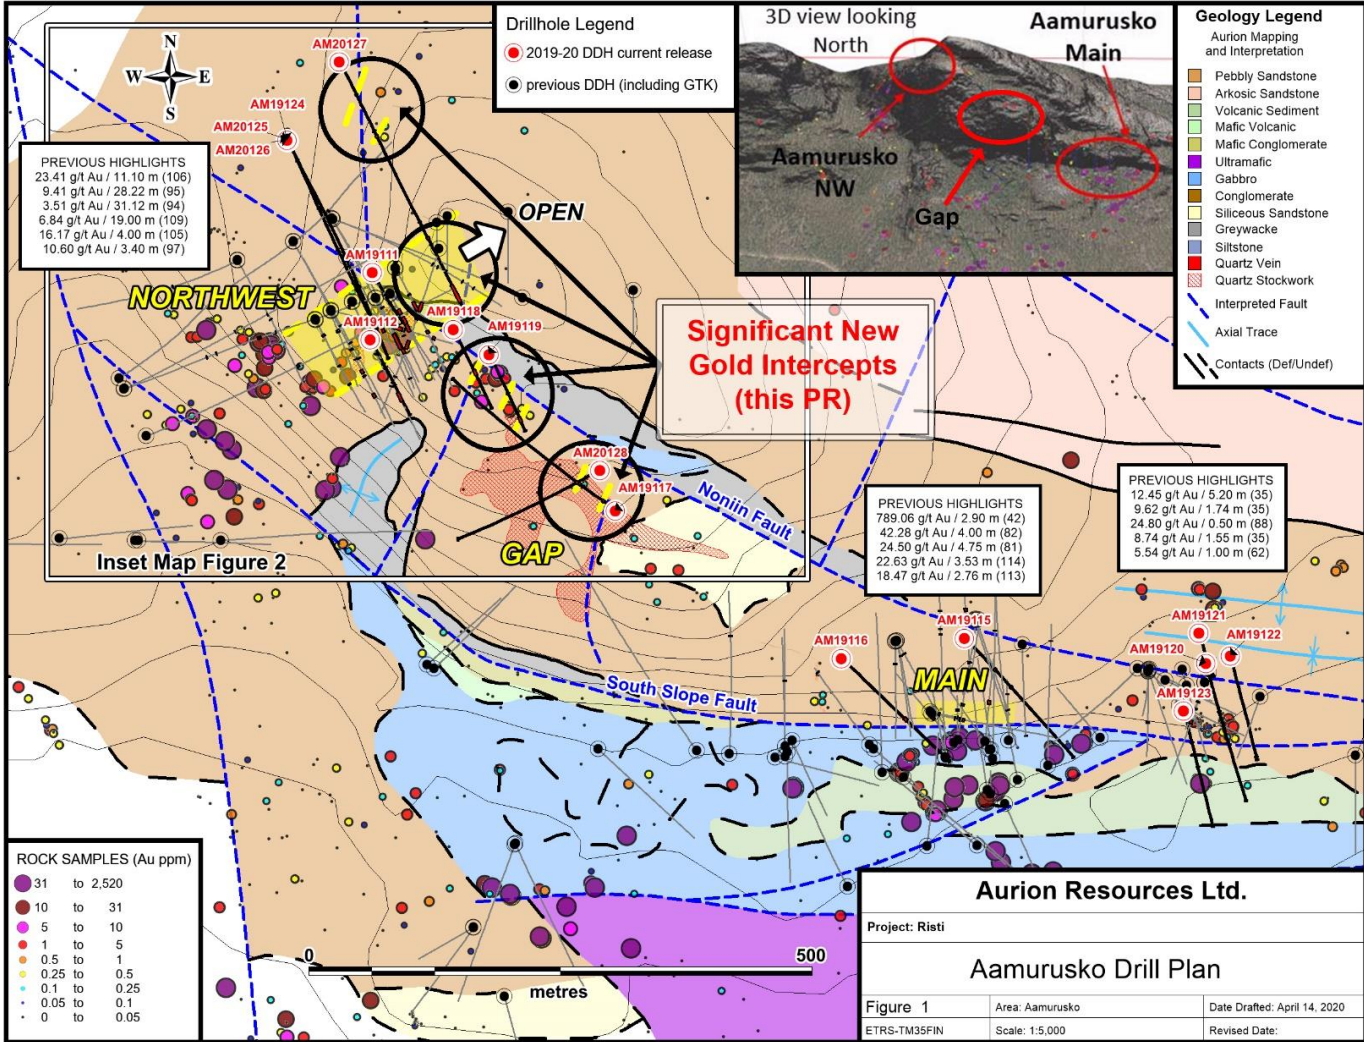 N
W E
S
AM20127
AM19124
AM20125
AM20126
PREVIOUS HIGHLIGHTS
23.41 g/t Au / 11.10 m (106)
9.41 g/t Au / 28.22 m (95)
3.51 g/t Au / 31.12 m (94)
6.84 g/t Au / 19.00 m (109)
16.17 g/t Au / 4.00 m (105)
10.60 g/t Au / 3.40 m (97)
Drillhole Legend
2019-20 DDH current release
previous DDH (including GTK)
3D view looking
North
Aamurusko
Main
Aamurusko
NW
Gap
Geology Legend
Aurion Mapping
and Interpretation
Pebbly Sandstone
Arkosic Sandstone
Volcanic Sediment
Mafic Volcanic
Mafic Conglomerate
Ultramafic
Gabbro
Conglomerate
Siliceous Sandstone
Greywacke
Siltstone
Quartz Vein
Quartz Stockwork
Interpreted Fault
Axial Trace
Contacts (Def/Undef)
OPEN
AM19111
NORTHWEST
AM19112
AM19118
AM19119
Significant New
Gold Intercepts
(this PR)
AM20128
AM19117
Noniin Fault
GAP
Inset Map Figure 2
PREVIOUS HIGHLIGHTS
789.06 g/t Au / 2.90 m (42)
42.28 g/t Au / 4.00 m (82)
24.50 g/t Au / 4.75 m (81)
22.63 g/t Au / 3.53 m (114)
18.47 g/t Au / 2.76 m (113)
PREVIOUS HIGHLIGHTS
12.45 g/t Au / 5.20 m (35)
9.62 g/t Au / 1.74 m (35)
24.80 g/t Au / 0.50 m (88)
8.74 g/t Au / 1.55 m (35)
5.54 g/t Au / 1.00 m (62)
AM19116
AM19115
AM19121
AM19122
AM19120
AM19123
MAIN
South Slope Fault
ROCK SAMPLES (Au ppm)
31 to 2,520
10 to 31
5 to 10
1 to 5
0.5 to 1
0.25 to 0.5
0.1 to 0.25
0.05 to 0.1
0 to 0.05
0 500
metres
Aurion Resources Ltd.
Project: Risti
Aamurusko Drill Plan
Figure 1 Area: Aamurusko Date Drafted: April 14, 2020
ETRS-TM35FIN Scale: 1:5,000 Revised Date: